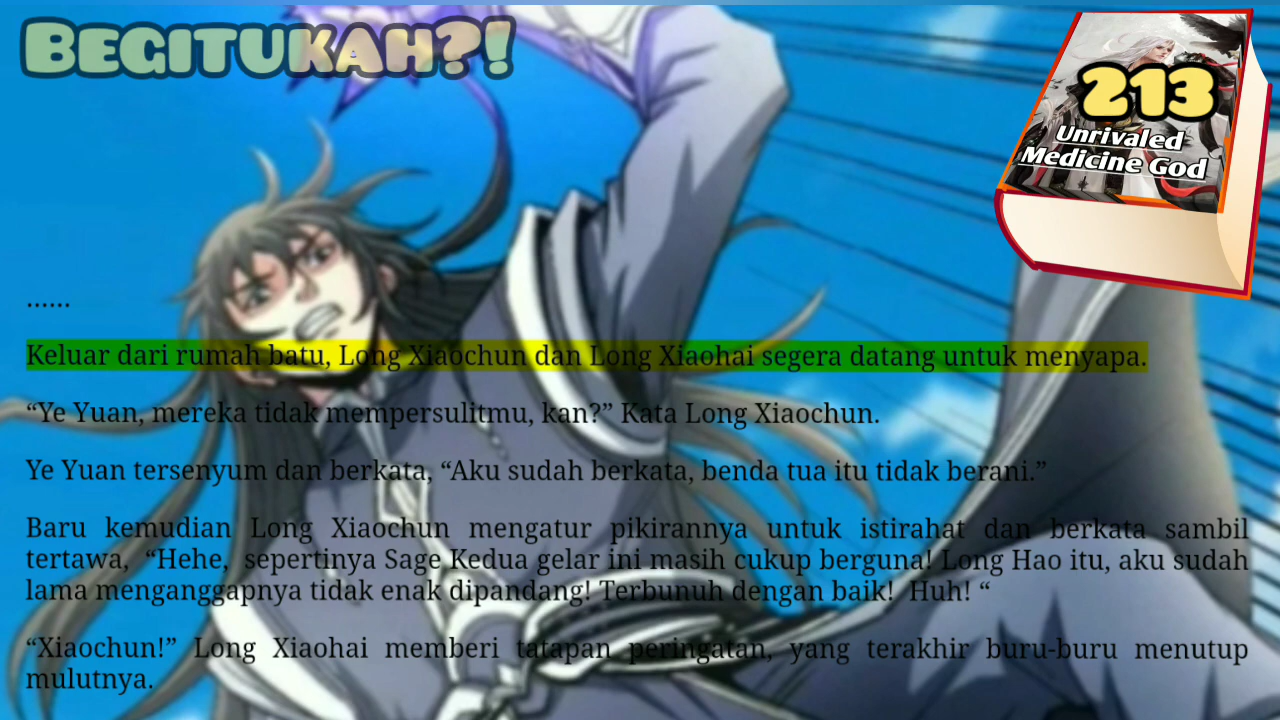 BEGITUKAH?!
213
Unrivaled
Medicine God
......
Keluar dari rumah batu, Long Xiaochun dan Long Xiaohai segera datang untuk menyapa.
“Ye Yuan, mereka tidak mempersulitmu, kan?” Kata Long Xiaochun.
Ye Yuan tersenyum dan berkata, “Aku sudah berkata, benda tua itu tidak berani.”
Baru kemudian Long Xiaochun mengatur pikirannya untuk istirahat dan berkata sambil
tertawa, “Hehe, sepertinya Sage Kedua gelar ini masih cukup berguna! Long Hao itu, aku sudah
lama menganggapnya tidak enak dipandang! Terbunuh dengan baik! Huh! “
“Xiaochun!” Long Xiaohai memberi tatapan peringatan, yang terakhir buru-buru menutup
mulutnya.